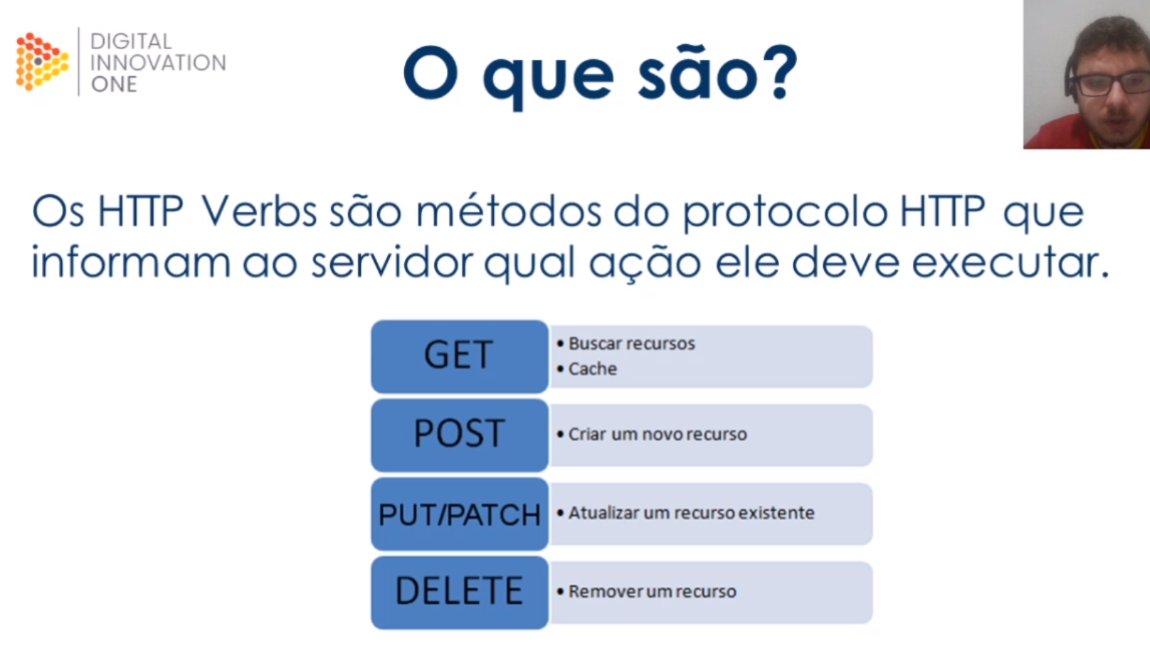 DIGITAL
INNOVATION
ONE
O que são?
Os HTTP Verbs são métodos do protocolo HTTP que
informam ao servidor qual ação ele deve executar.
GET
• Buscar recursos
• Cache
POST
• Criar um novo recurso
PUT/PATCH
• Atualizar um recurso existente
DELETE
• Remover um recurso